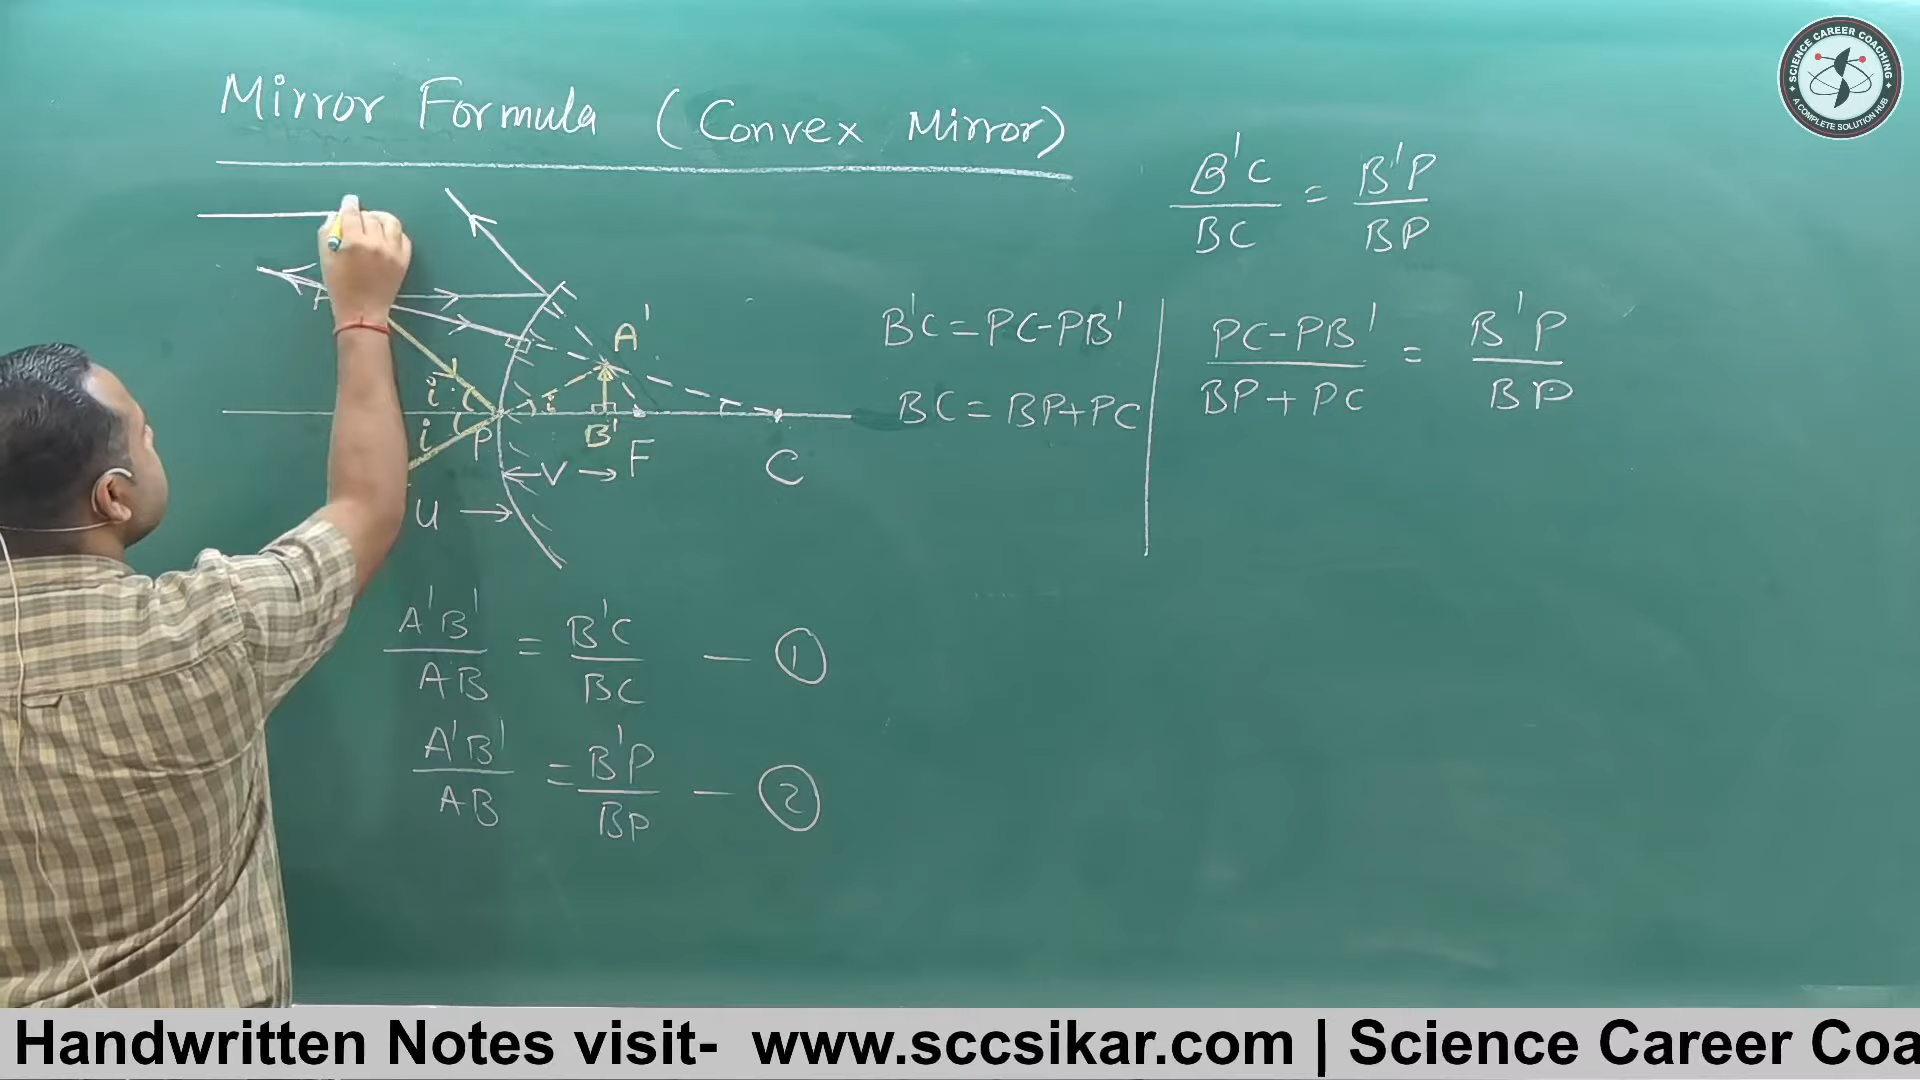 Mirror Formula (Convex Mirror)
B'C/BC = B'P/BP
B'C = PC-PB'
BC = BP+PC
PC-PB'/BP+PC = B'P/BP
A'
i
i
i
P
B'
F
C
V
U
A'B'/AB = B'C/BC — ①
A'B'/AB = B'P/BP — ②
SCIENCE CAREER COACHING
A COMPLETE SOLUTION HUB
Handwritten Notes visit- www.sccsikar.com | Science Career Coa